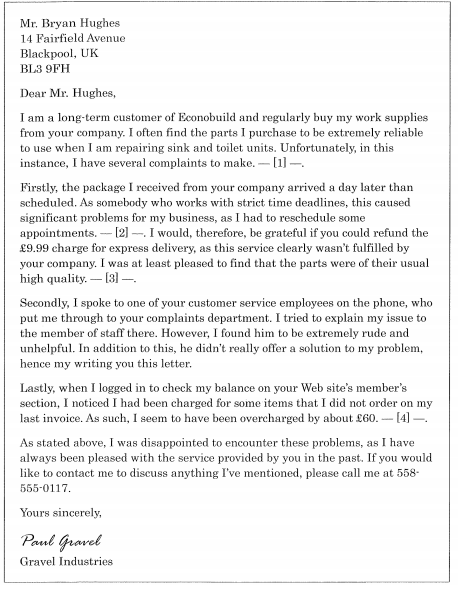 Mr. Bryan Hughes
14 Fairfield Avenue
Blackpool, UK
BL3 9FH
Dear Mr. Hughes,
I am a long-term customer of Econobuild and regularly buy my work supplies
from your company. I often find the parts I purchase to be extremely reliable
to use when I am repairing sink and toilet units. Unfortunately, in this
instance, I have several complaints to make. — [1] —.
Firstly, the package I received from your company arrived a day later than
scheduled. As somebody who works with strict time deadlines, this caused
significant problems for my business, as I had to reschedule some
appointments. — [2] —. I would, therefore, be grateful if you could refund the
£9.99 charge for express delivery, as this service clearly wasn't fulfilled by
your company. I was at least pleased to find that the parts were of their usual
high quality. — [3] —.
Secondly, I spoke to one of your customer service employees on the phone, who
put me through to your complaints department. I tried to explain my issue to
the member of staff there. However, I found him to be extremely rude and
unhelpful. In addition to this, he didn't really offer a solution to my problem,
hence my writing you this letter.
Lastly, when I logged in to check my balance on your Web site's member's
section, I noticed I had been charged for some items that I did not order on my
last invoice. As such, I seem to have been overcharged by about £60. — [4] —.
As stated above, I was disappointed to encounter these problems, as I have
always been pleased with the service provided by you in the past. If you would
like to contact me to discuss anything I've mentioned, please call me at 558-
555-0117.
Yours sincerely,
Paul Gravel
Gravel Industries